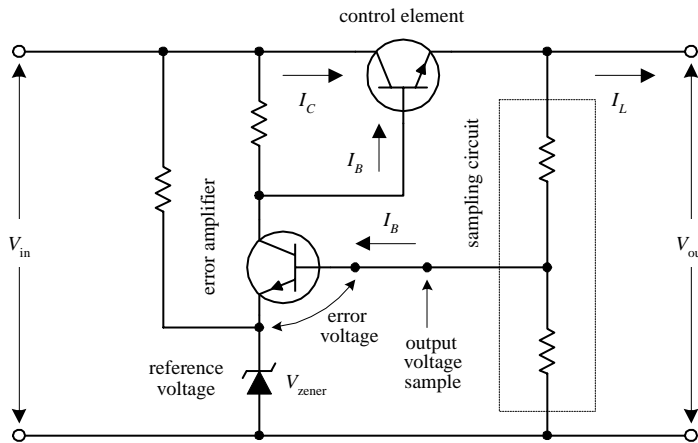 control element
I_C
I_L
I_B
sampling circuit
error amplifier
I_B
V_in
V_ou
error
voltage
output
voltage
sample
reference
voltage
V_zener